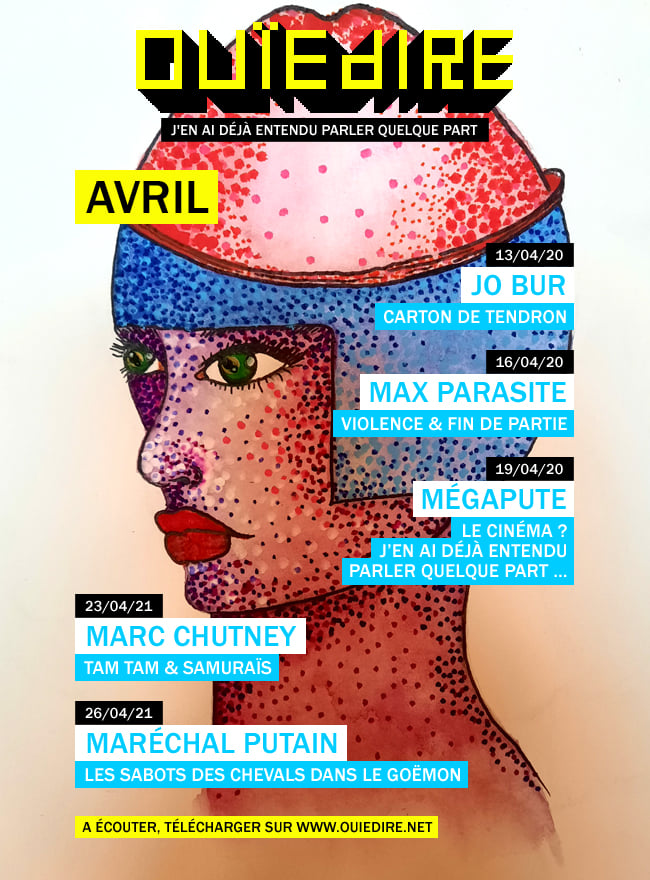 OUÏEdIRE
J'EN AI DÉJÀ ENTENDU PARLER QUELQUE PART
AVRIL
13/04/20
JO BUR
CARTON DE TENDRON
16/04/20
MAX PARASITE
VIOLENCE & FIN DE PARTIE
19/04/20
MÉGAPUTE
LE CINÉMA ?
J'EN AI DÉJÀ ENTENDU
PARLER QUELQUE PART ...
23/04/21
MARC CHUTNEY
TAM TAM & SAMURAÏS
26/04/21
MARÉCHAL PUTAIN
LES SABOTS DES CHEVALS DANS LE GOËMON
A ÉCOUTER, TÉLÉCHARGER SUR WWW.OUIEDIRE.NET